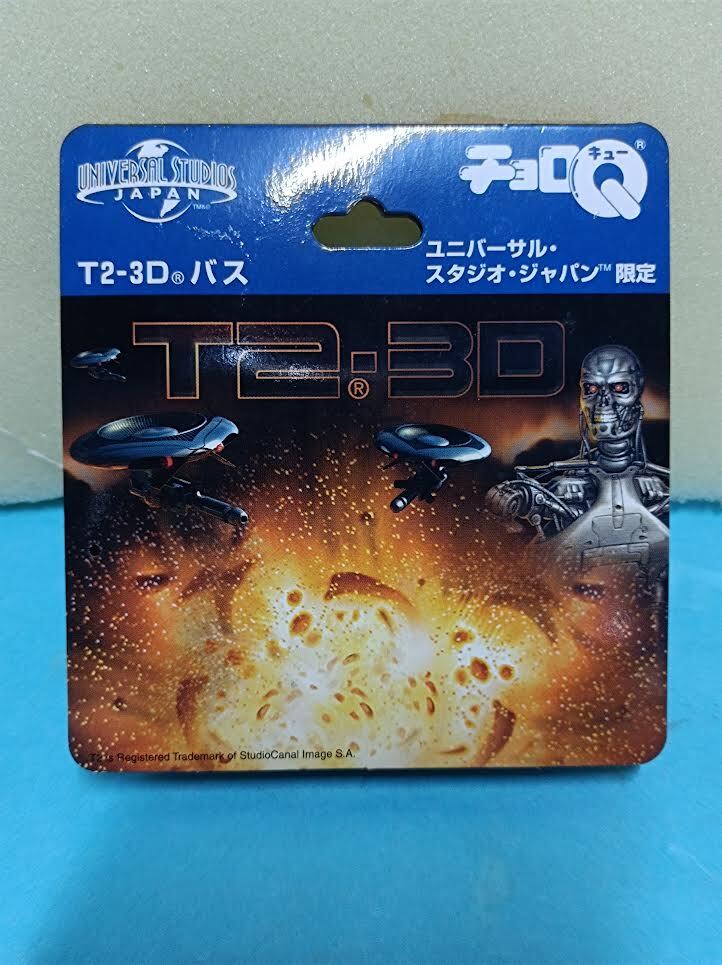 UNIVERSAL STUDIOS
JAPAN
TM&©
チョロQ®
キュー
T2-3D®バス
ユニバーサル・
スタジオ・ジャパン™限定
T2:3D
®
T2 is Registered Trademark of StudioCanal Image S.A.